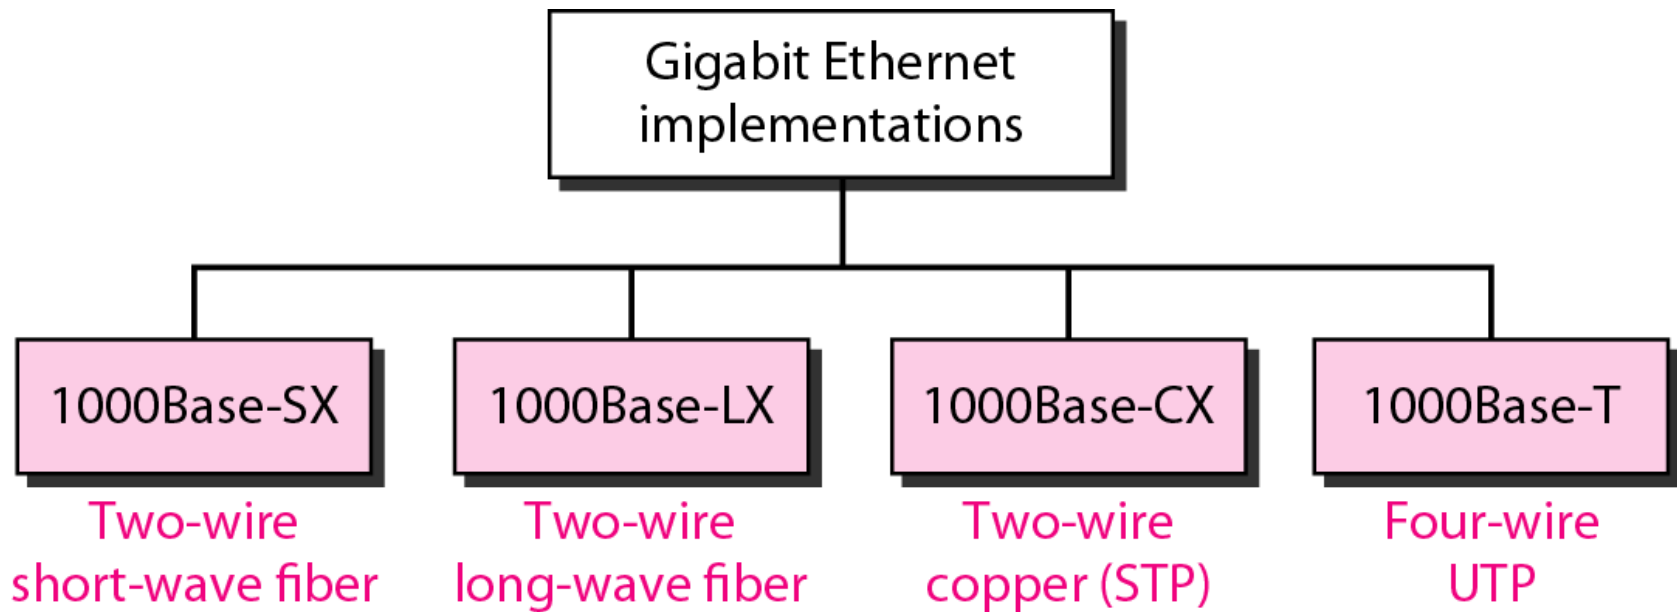 Gigabit Ethernet
implementations
1000Base-SX
1000Base-LX
1000Base-CX
1000Base-T
Two-wire
short-wave fiber
Two-wire
long-wave fiber
Two-wire
copper (STP)
Four-wire
UTP